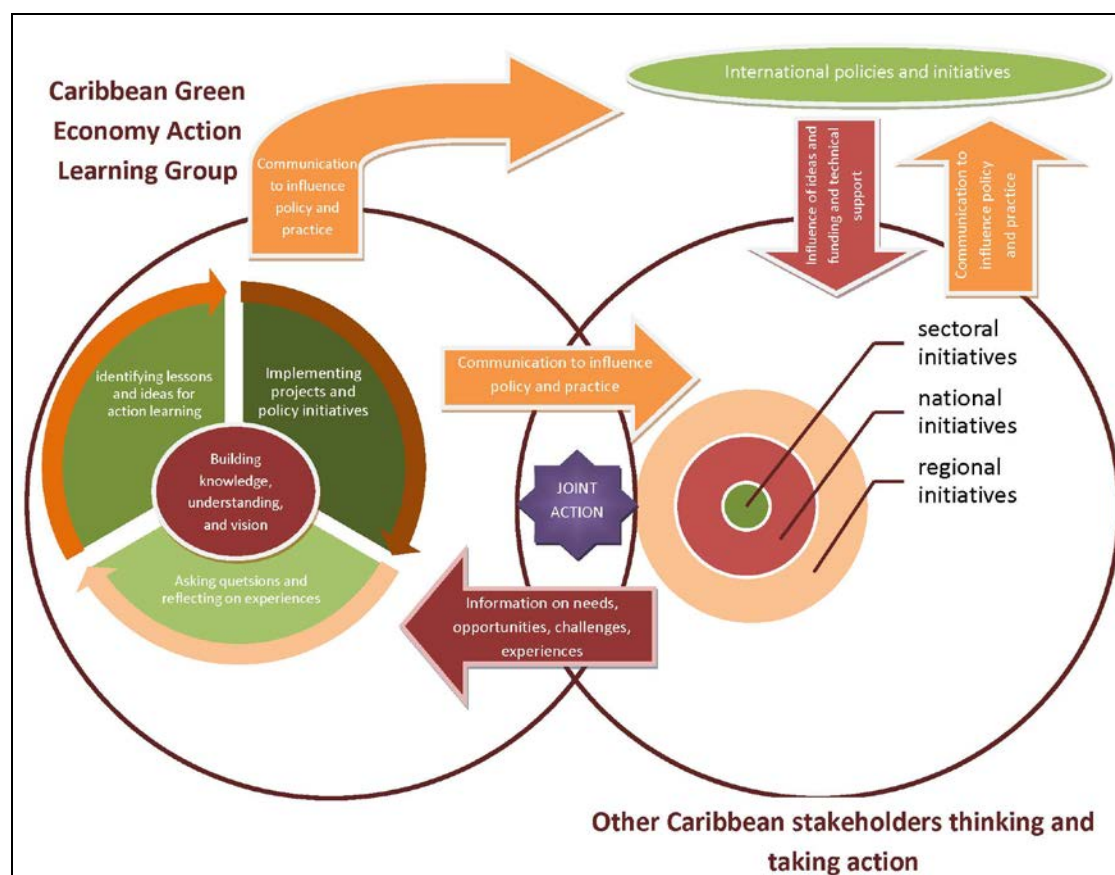 Caribbean Green
Economy Action
Learning Group
International policies and initiatives
Communication
to influence
policy and
practice
Influence of ideas and
funding and technical
support
Communication to
influence policy
and practice
identifying lessons
and ideas for
action learning
Implementing
projects and
policy initiatives
Building
knowledge,
understanding,
and vision
Asking quetsions and
reflecting on experiences
Communication to influence
policy and practice
JOINT
ACTION
Information on needs,
opportunities, challenges,
experiences
sectoral
initiatives
national
initiatives
regional
initiatives
Other Caribbean stakeholders thinking and
taking action